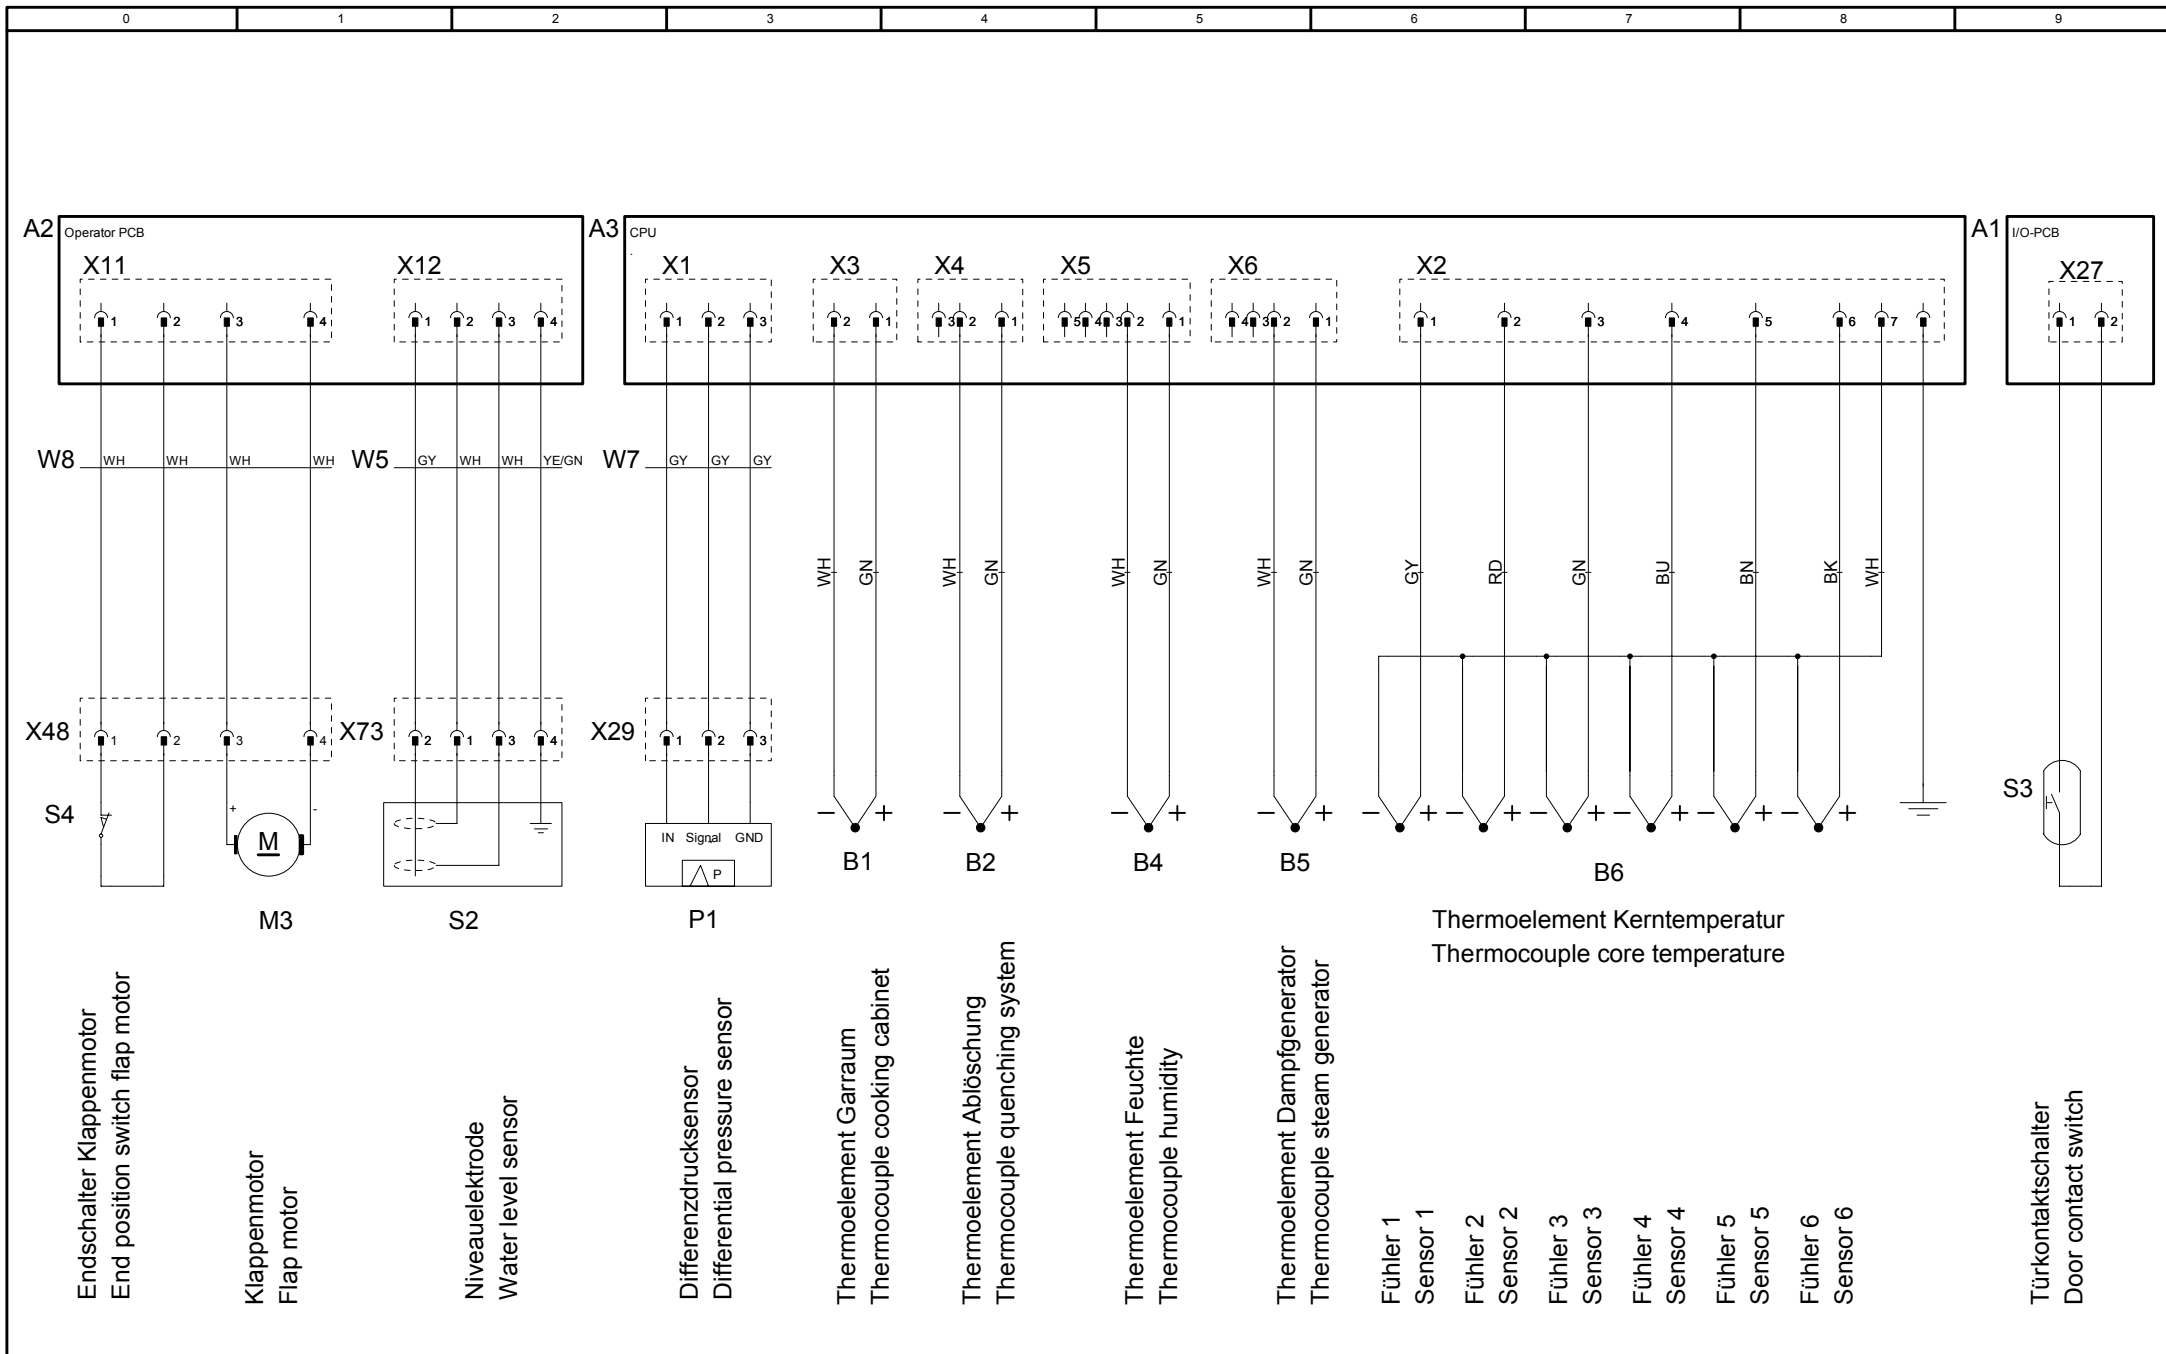 0 1 2 3 4 5 6 7 8 9
A2 Operator PCB A3 CPU A1 I/O-PCB
X11 X12 X1 X3 X4 X5 X6 X2 X27
1 2 3 4 1 2 3 4 1 2 3 2 1 3 2 1 5 4 3 2 1 4 3 2 1 1 2 3 4 5 6 7 1 2
W8 WH WH WH WH W5 GY WH WH YE/GN W7 GY GY GY
WH GN WH GN WH GN WH GN GY RD GN BU BN BK WH
X48 1 2 3 4 X73 2 1 3 4 X29 1 2 3
S4 + - S3
− + − + − + − + − + − + − + − + − + − +
M IN Signal GND
P
B1 B2 B4 B5 B6
M3 S2 P1
Thermoelement Kerntemperatur
Thermocouple core temperature
Endschalter Klappenmotor
End position switch flap motor
Klappenmotor
Flap motor
Niveauelektrode
Water level sensor
Differenzdrucksensor
Differential pressure sensor
Thermoelement Garraum
Thermocouple cooking cabinet
Thermoelement Ablöschung
Thermocouple quenching system
Thermoelement Feuchte
Thermocouple humidity
Thermoelement Dampfgenerator
Thermocouple steam generator
Fühler 1
Sensor 1
Fühler 2
Sensor 2
Fühler 3
Sensor 3
Fühler 4
Sensor 4
Fühler 5
Sensor 5
Fühler 6
Sensor 6
Türkontaktschalter
Door contact switch